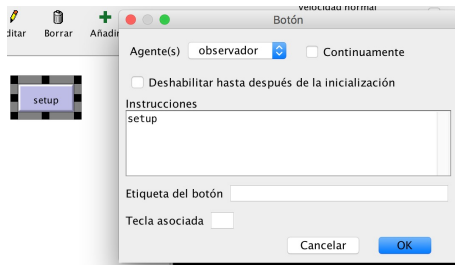 velocidad normal
ditar Borrar Añadir
setup
Botón
Agente(s) observador Continuamente
Deshabilitar hasta después de la inicialización
Instrucciones
setup
Etiqueta del botón
Tecla asociada
Cancelar OK